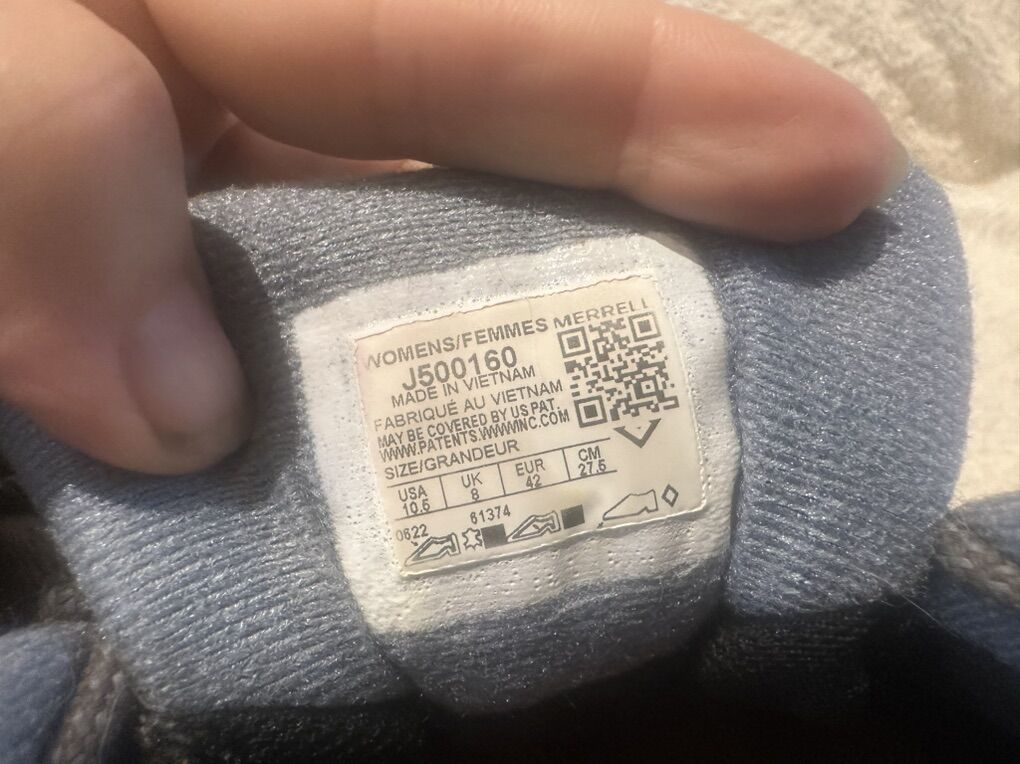 WOMENS/FEMMES MERRELL
J500160
MADE IN VIETNAM
FABRIQUÉ AU VIETNAM
MAY BE COVERED BY US PAT.
WWW.PATENTS.WWWINC.COM
SIZE/GRANDEUR
USA UK EUR CM
10.5 8 42 27.5
0622 61374